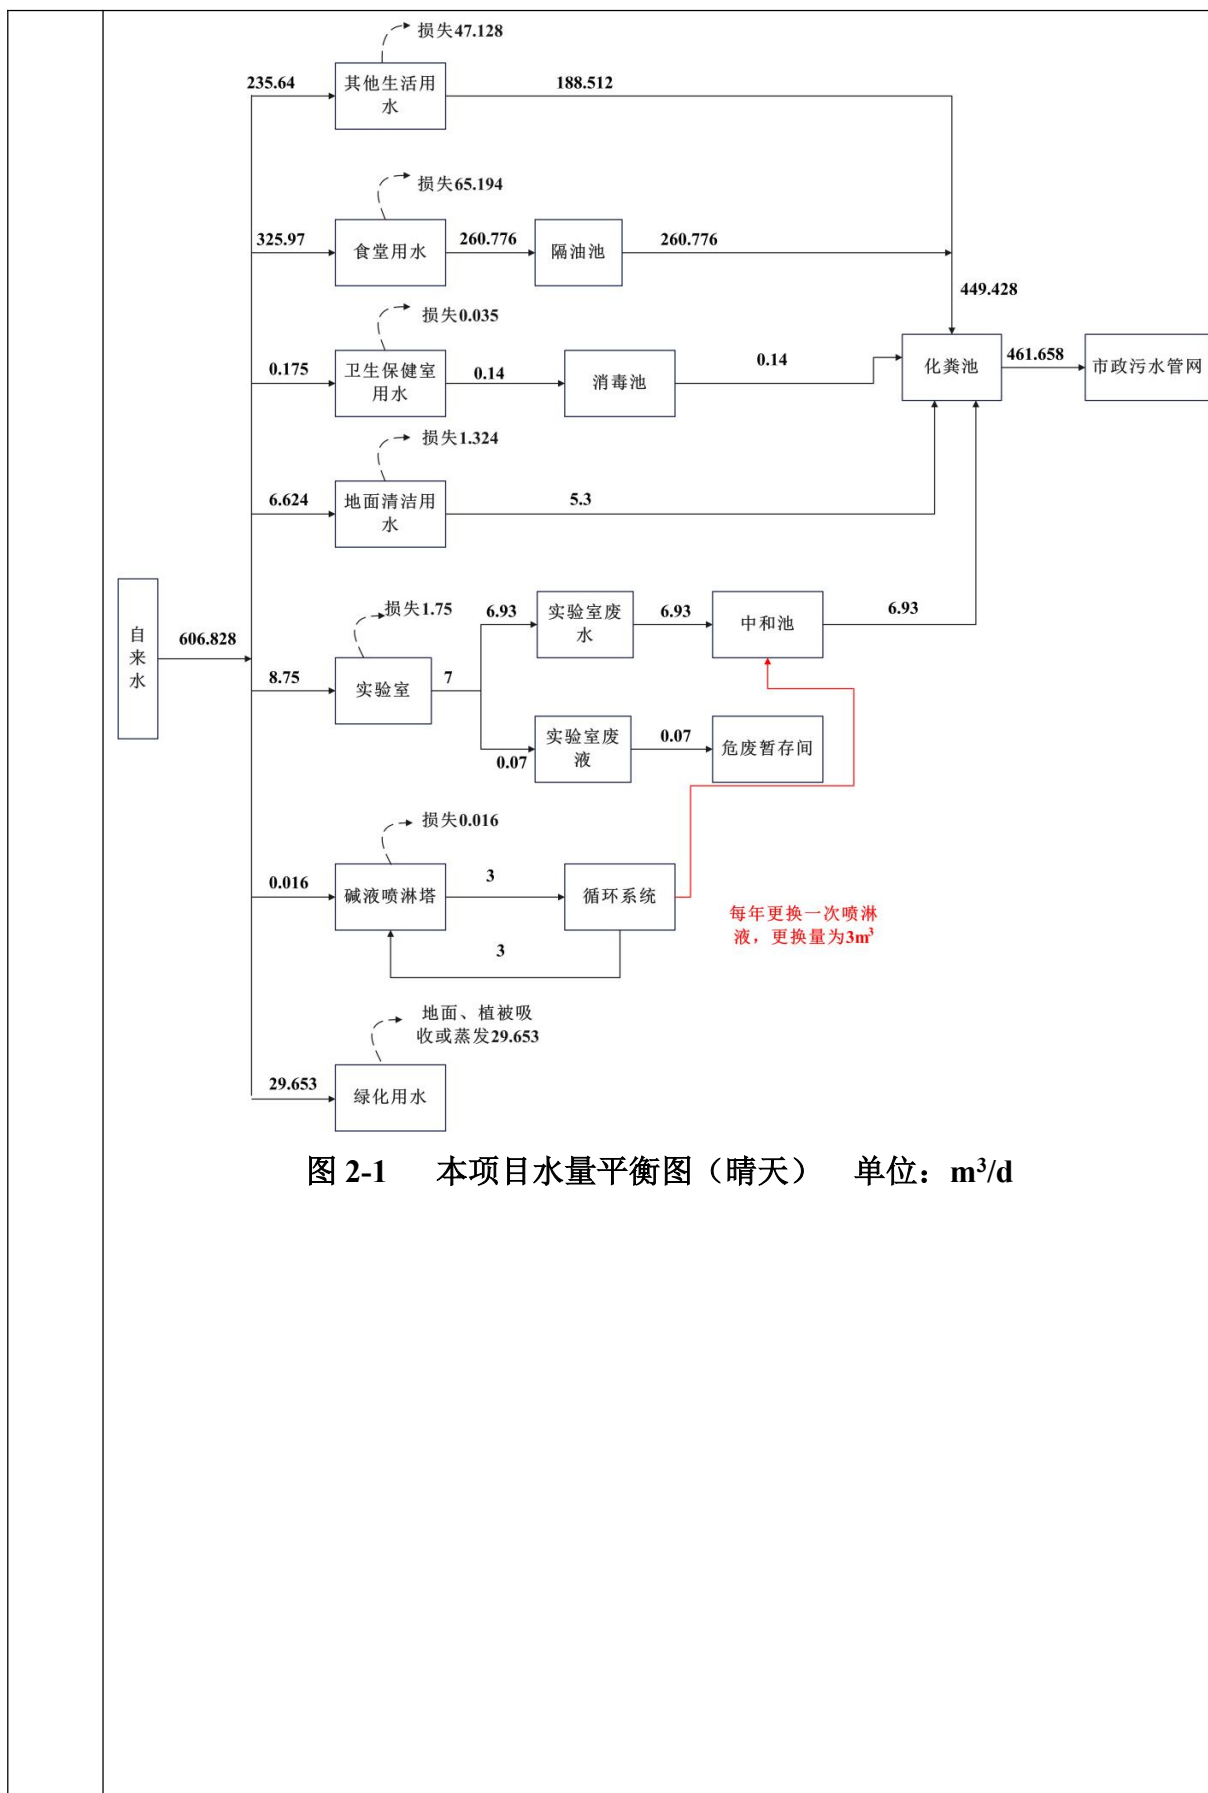 损失47.128
235.64
其他生活用
水
188.512
损失65.194
325.97
食堂用水
260.776
隔油池
260.776
449.428
损失0.035
0.175
卫生保健室
用水
0.14
消毒池
0.14
化粪池
461.658
市政污水管网
损失1.324
6.624
地面清洁用
水
5.3
自
来
水
606.828
损失1.75
8.75
实验室
7
6.93
实验室废
水
6.93
中和池
6.93
0.07
实验室废
液
0.07
危废暂存间
损失0.016
0.016
碱液喷淋塔
3
循环系统
3
每年更换一次喷淋
液，更换量为3m³
地面、植被吸
收或蒸发29.653
29.653
绿化用水
图 2-1 本项目水量平衡图（晴天） 单位：m³/d